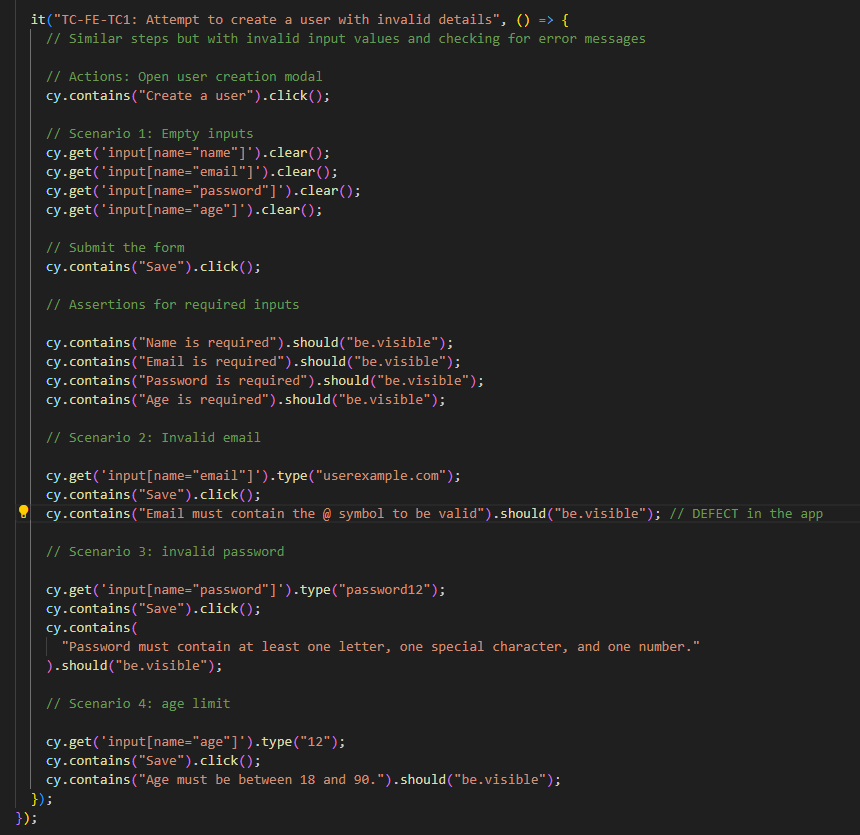 it("TC-FE-TC1: Attempt to create a user with invalid details", () => {
// Similar steps but with invalid input values and checking for error messages
// Actions: Open user creation modal
cy.contains("Create a user").click();
// Scenario 1: Empty inputs
cy.get('input[name="name"]').clear();
cy.get('input[name="email"]').clear();
cy.get('input[name="password"]').clear();
cy.get('input[name="age"]').clear();
// Submit the form
cy.contains("Save").click();
// Assertions for required inputs
cy.contains("Name is required").should("be.visible");
cy.contains("Email is required").should("be.visible");
cy.contains("Password is required").should("be.visible");
cy.contains("Age is required").should("be.visible");
// Scenario 2: Invalid email
cy.get('input[name="email"]').type("userexample.com");
cy.contains("Save").click();
cy.contains("Email must contain the @ symbol to be valid").should("be.visible"); // DEFECT in the app
// Scenario 3: invalid password
cy.get('input[name="password"]').type("password12");
cy.contains("Save").click();
cy.contains(
"Password must contain at least one letter, one special character, and one number."
).should("be.visible");
// Scenario 4: age limit
cy.get('input[name="age"]').type("12");
cy.contains("Save").click();
cy.contains("Age must be between 18 and 90.").should("be.visible");
});
});